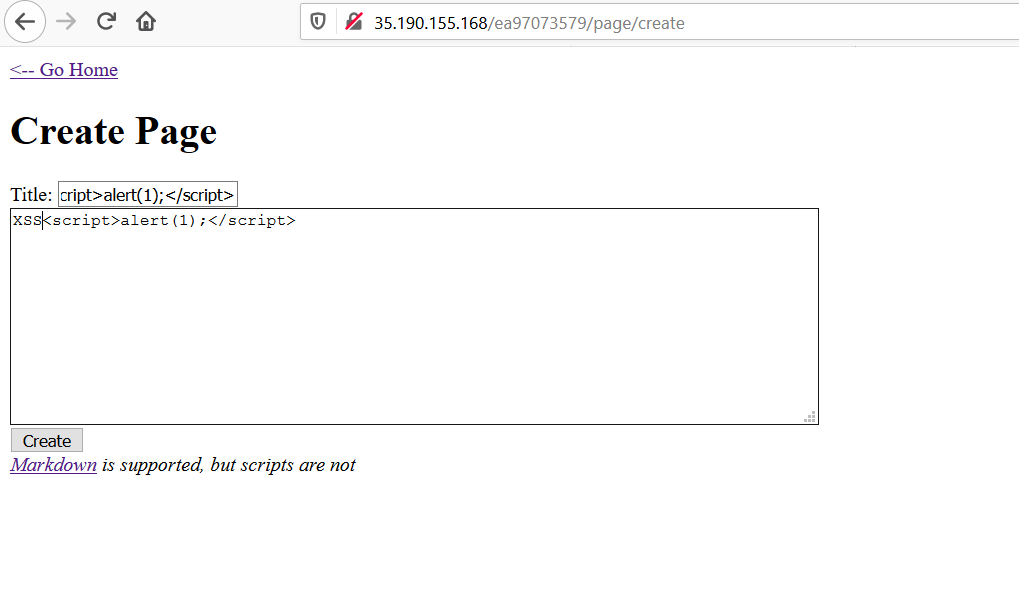 35.190.155.168/ea97073579/page/create
<-- Go Home
Create Page
Title: cript>alert(1);</script>
XSS<script>alert(1);</script>
Create
Markdown is supported, but scripts are not